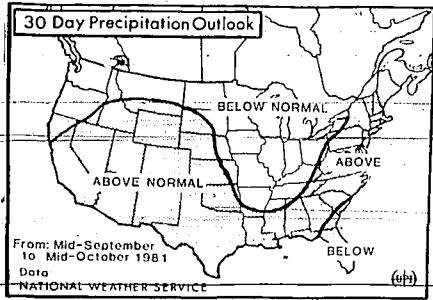 30 Day Precipitation Outlook
BELOW NORMAL
ABOVE
ABOVE NORMAL
BELOW
From: Mid-September
to Mid-October 1981
Data
NATIONAL WEATHER SERVICE
UPI